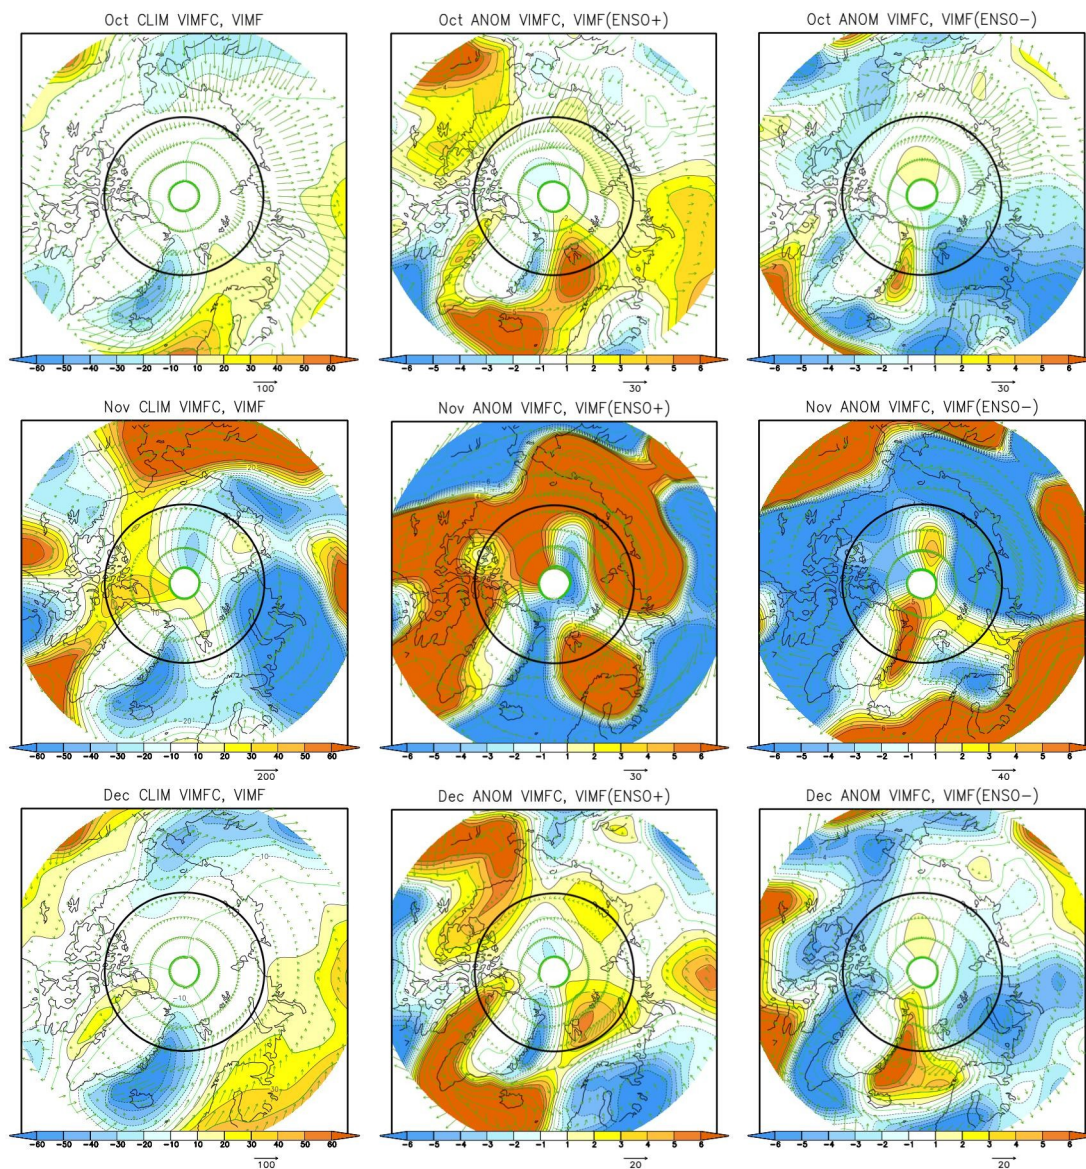 Oct CLIM VIMFC, VIMF
Oct ANOM VIMFC, VIMF(ENSO+)
Oct ANOM VIMFC, VIMF(ENSO−)
-60 -50 -40 -30 -20 -10 10 20 30 40 50 60
-6 -5 -4 -3 -2 -1 1 2 3 4 5 6
-6 -5 -4 -3 -2 -1 1 2 3 4 5 6
100
30
30
Nov CLIM VIMFC, VIMF
Nov ANOM VIMFC, VIMF(ENSO+)
Nov ANOM VIMFC, VIMF(ENSO−)
-60 -50 -40 -30 -20 -10 10 20 30 40 50 60
-6 -5 -4 -3 -2 -1 1 2 3 4 5 6
-6 -5 -4 -3 -2 -1 1 2 3 4 5 6
200
30
40
Dec CLIM VIMFC, VIMF
Dec ANOM VIMFC, VIMF(ENSO+)
Dec ANOM VIMFC, VIMF(ENSO−)
-10
-10
30
-60 -50 -40 -30 -20 -10 10 20 30 40 50 60
-6 -5 -4 -3 -2 -1 1 2 3 4 5 6
-6 -5 -4 -3 -2 -1 1 2 3 4 5 6
100
20
20